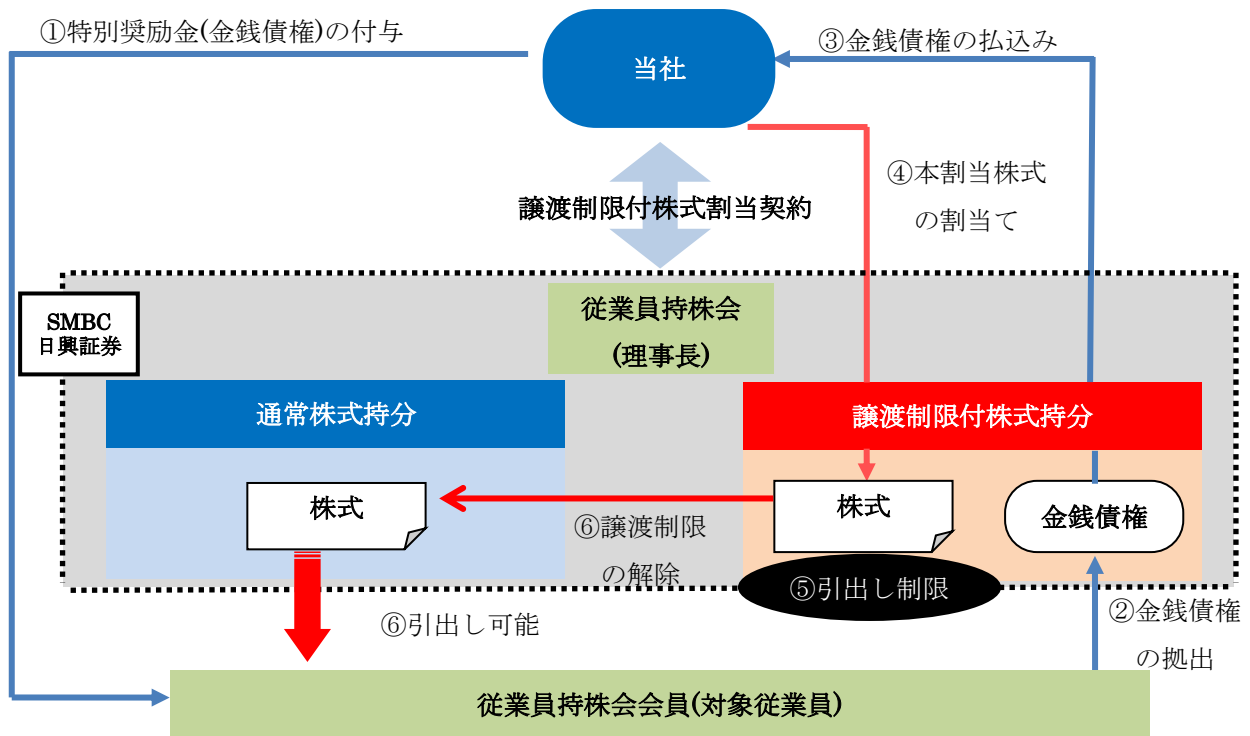 ①特別奨励金(金銭債権)の付与
当社
③金銭債権の払込み
④本割当株式
の割当て
譲渡制限付株式割当契約
SMBC
日興証券
従業員持株会
(理事長)
通常株式持分
譲渡制限付株式持分
株式
⑥譲渡制限
の解除
株式
金銭債権
⑤引出し制限
⑥引出し可能
②金銭債権
の拠出
従業員持株会会員(対象従業員)